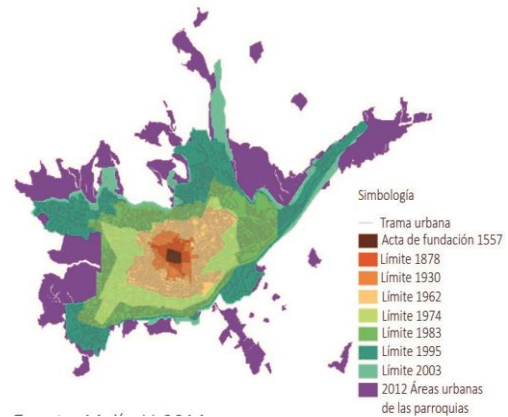 Simbología
Trama urbana
Acta de fundación 1557
Límite 1878
Límite 1930
Límite 1962
Límite 1974
Límite 1983
Límite 1995
Límite 2003
2012 Áreas urbanas
de las parroquias